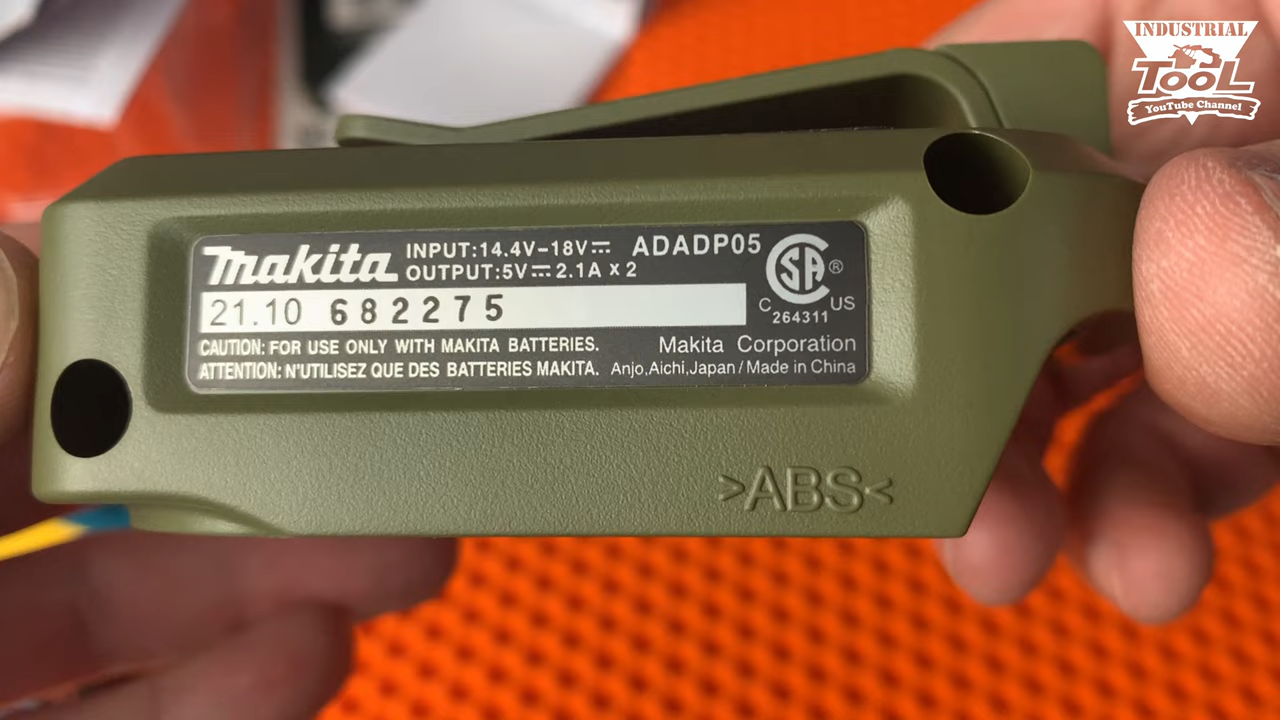 INDUSTRIAL
TOOL
YouTube Channel
Makita INPUT:14.4V-18V⎓ ADADP05
OUTPUT:5V⎓2.1A x 2
CSA ®
21.10 682275
C US
264311
CAUTION: FOR USE ONLY WITH MAKITA BATTERIES. Makita Corporation
ATTENTION: N'UTILISEZ QUE DES BATTERIES MAKITA. Anjo,Aichi,Japan / Made in China
>ABS<